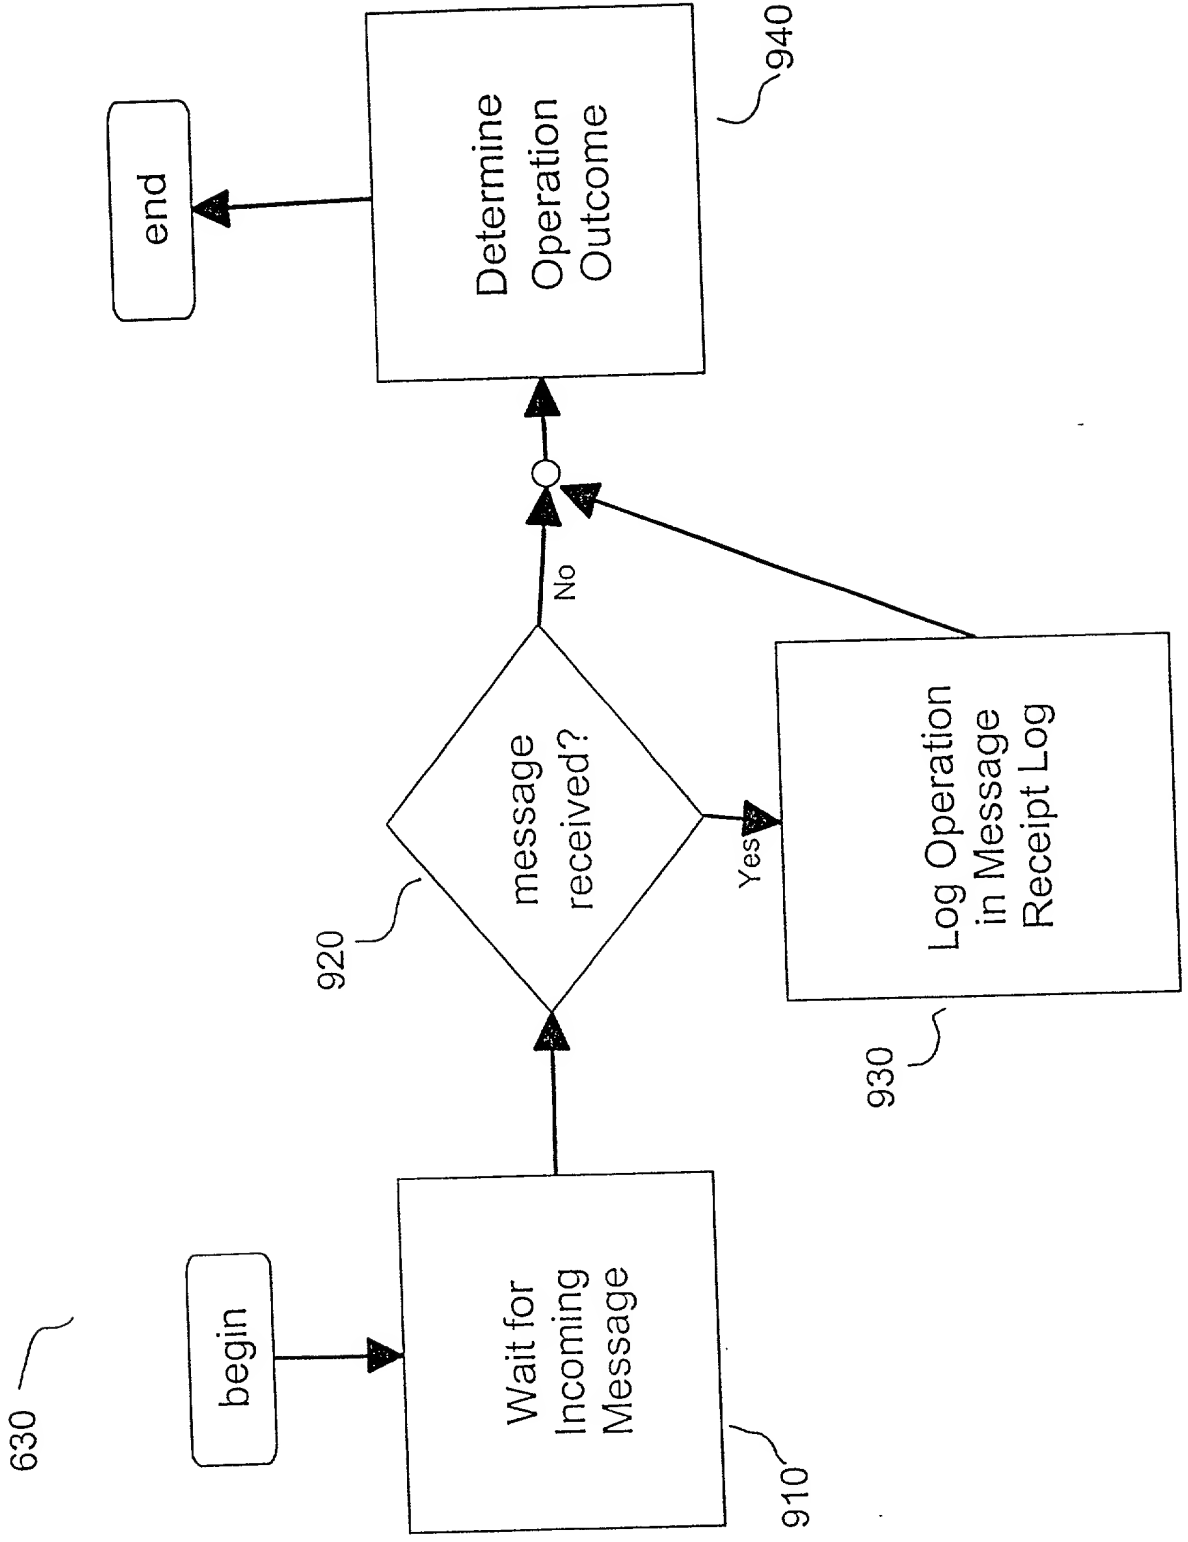 630
begin
Wait for
Incoming
Message
910
920
message
received?
No
Yes
Log Operation
in Message
Receipt Log
930
Determine
Operation
Outcome
940
end